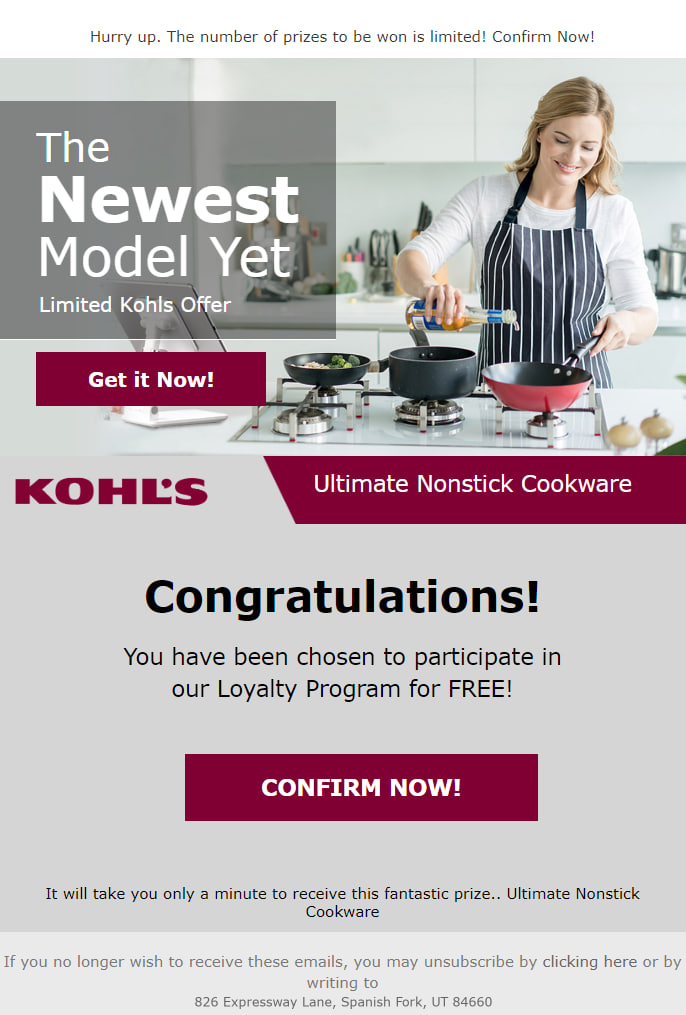 Hurry up. The number of prizes to be won is limited! Confirm Now!
The
Newest
Model Yet
Limited Kohls Offer
Get it Now!
KOHL'S
Ultimate Nonstick Cookware
Congratulations!
You have been chosen to participate in
our Loyalty Program for FREE!
CONFIRM NOW!
It will take you only a minute to receive this fantastic prize.. Ultimate Nonstick
Cookware
If you no longer wish to receive these emails, you may unsubscribe by clicking here or by
writing to
826 Expressway Lane, Spanish Fork, UT 84660